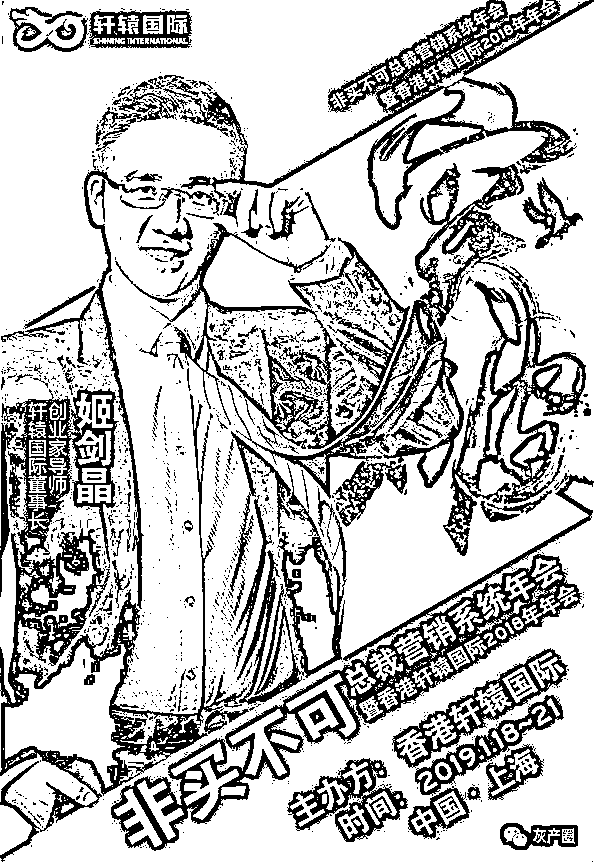 轩辕国际
SHINING INTERNATIONAL
非买不可总裁营销系统年会
暨香港轩辕国际2018年年会
姬剑晶
创业家导师
轩辕国际董事长
非买不可总裁营销系统年会
暨香港轩辕国际2018年年会
主办方：香港轩辕国际
时间：2019.1.18~21
中国。上海
灰产圈